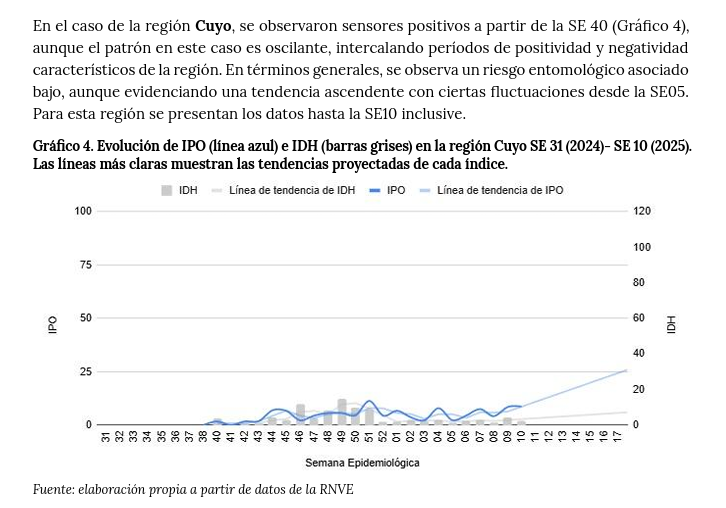 En el caso de la región Cuyo, se observaron sensores positivos a partir de la SE 40 (Gráfico 4),
aunque el patrón en este caso es oscilante, intercalando períodos de positividad y negatividad
característicos de la región. En términos generales, se observa un riesgo entomológico asociado
bajo, aunque evidenciando una tendencia ascendente con ciertas fluctuaciones desde la SE05.
Para esta región se presentan los datos hasta la SE10 inclusive.
Gráfico 4. Evolución de IPO (línea azul) e IDH (barras grises) en la región Cuyo SE 31 (2024)- SE 10 (2025).
Las líneas más claras muestran las tendencias proyectadas de cada índice.
IDH Línea de tendencia de IDH IPO Línea de tendencia de IPO
100 120
100
75
80
IPO 50 60 IDH
40
25
20
0 0
31 32 33 34 35 36 37 38 40 41 42 43 44 45 46 47 48 49 50 51 52 01 02 03 04 05 06 07 08 09 10 11 12 13 14 15 16 17
Semana Epidemiológica
Fuente: elaboración propia a partir de datos de la RNVE